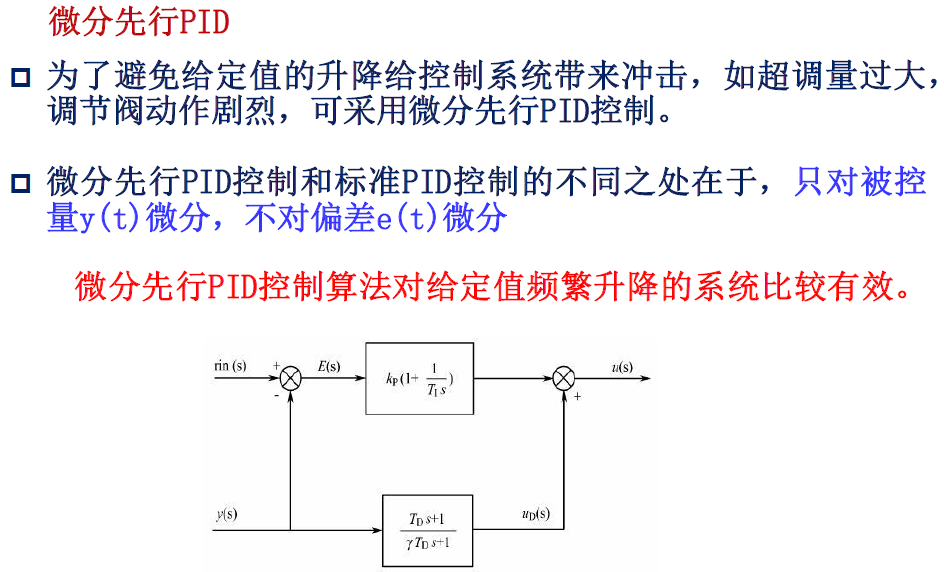 微分先行PID
为了避免给定值的升降给控制系统带来冲击，如超调量过大，
调节阀动作剧烈，可采用微分先行PID控制。
微分先行PID控制和标准PID控制的不同之处在于，只对被控
量y(t)微分，不对偏差e(t)微分
微分先行PID控制算法对给定值频繁升降的系统比较有效。
rin (s) + E(s) k_P(1+ 1/(T_I s)) u(s)
- +
y(s) (T_D s+1)/(γT_D s+1) u_D(s)